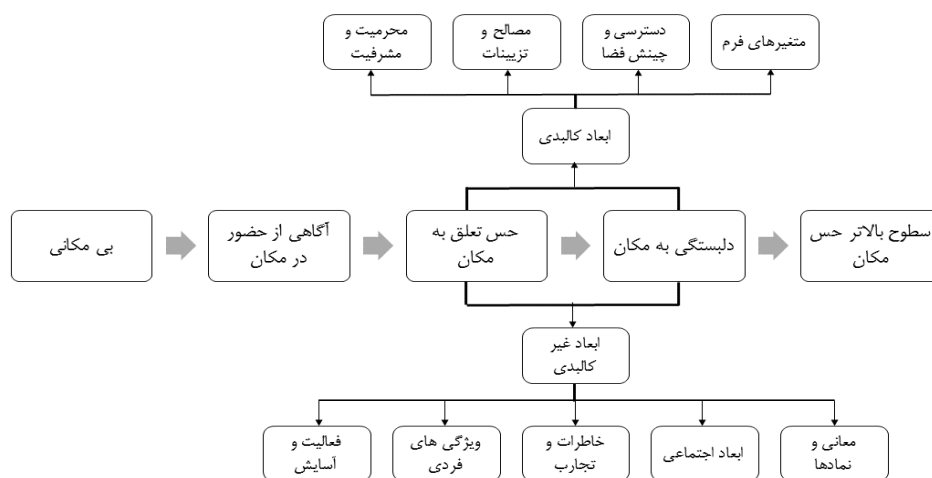 متغیرهای فرم
دسترسی و
چینش فضا
مصالح و
تزیینات
محرمیت و
مشرفیت
ابعاد کالبدی
بی مکانی
آگاهی از حضور
در مکان
حس تعلق به
مکان
دلبستگی به مکان
سطوح بالاتر حس
مکان
ابعاد غیر
کالبدی
معانی و
نمادها
ابعاد اجتماعی
خاطرات و
تجارب
ویژگی های
فردی
فعالیت و
آسایش